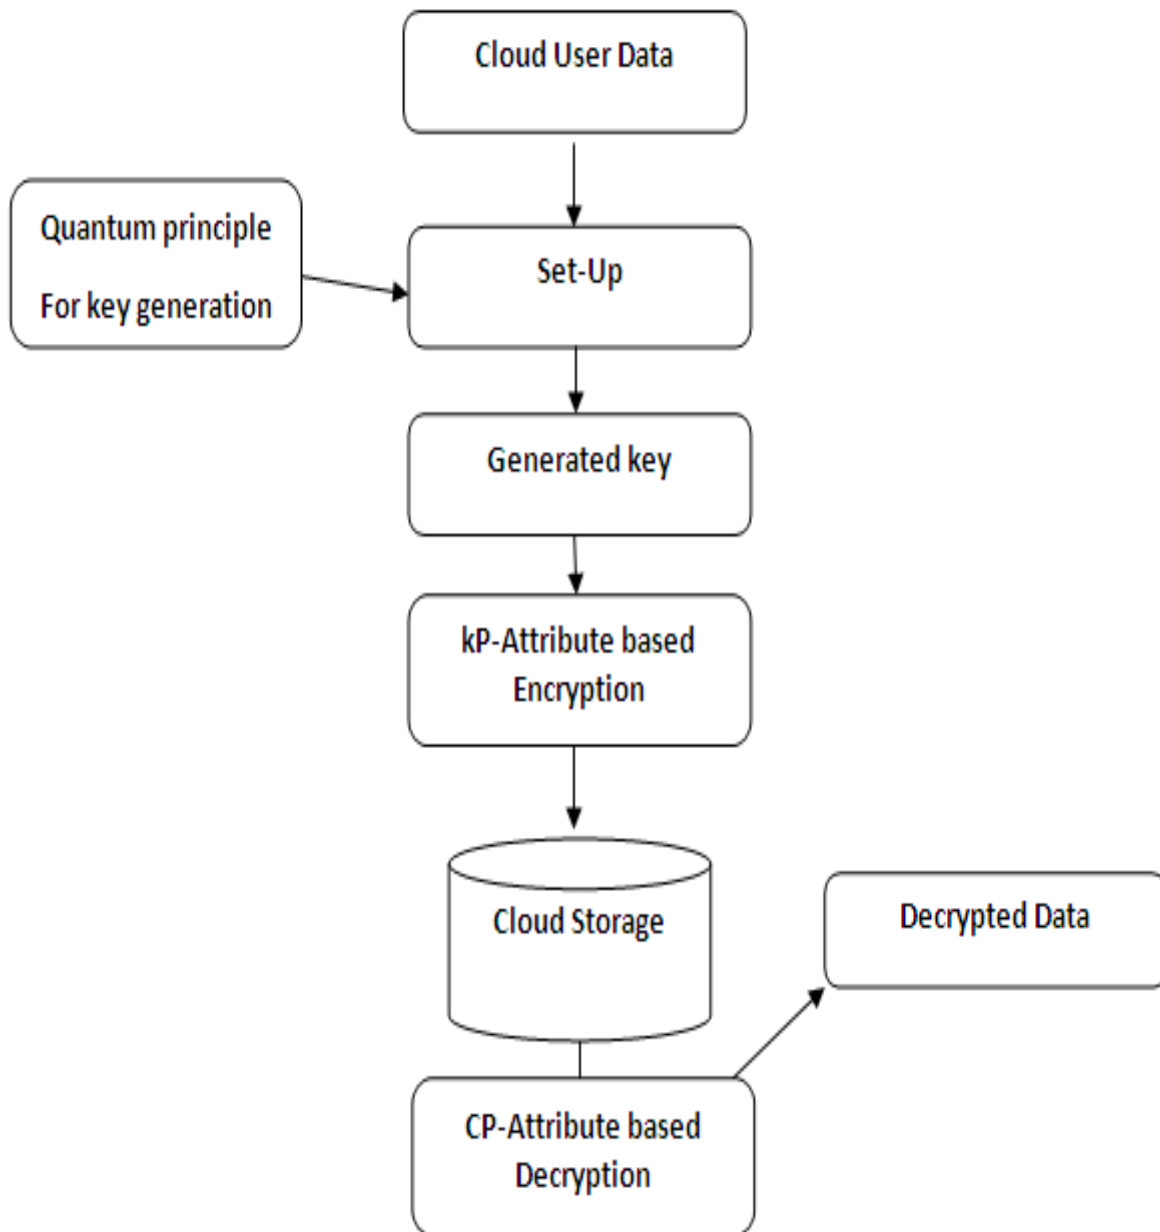 Cloud User Data
Quantum principle
For key generation
Set-Up
Generated key
kP-Attribute based
Encryption
Cloud Storage
Decrypted Data
CP-Attribute based
Decryption